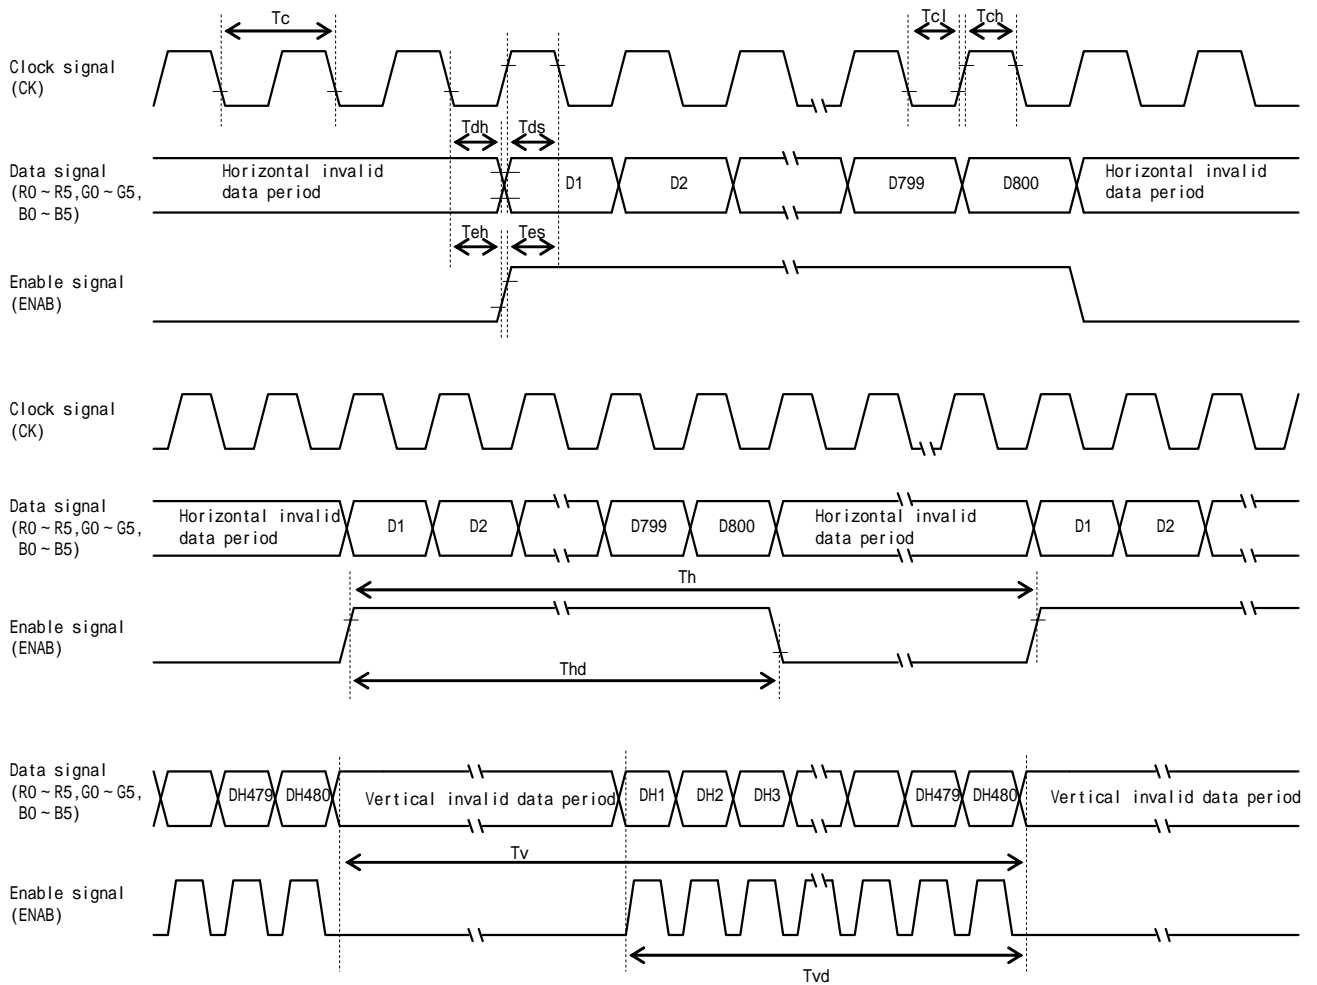 Tc
Tcl
Tch
Clock signal
(CK)
Tdh
Tds
Data signal
(R0~R5,G0~G5,
B0~B5)
Horizontal invalid
data period
D1
D2
D799
D800
Horizontal invalid
data period
Teh
Tes
Enable signal
(ENAB)
Clock signal
(CK)
Data signal
(R0~R5,G0~G5,
B0~B5)
Horizontal invalid
data period
D1
D2
D799
D800
Horizontal invalid
data period
D1
D2
Th
Enable signal
(ENAB)
Thd
Data signal
(R0~R5,G0~G5,
B0~B5)
DH479
DH480
Vertical invalid data period
DH1
DH2
DH3
DH479
DH480
Vertical invalid data period
Tv
Enable signal
(ENAB)
Tvd